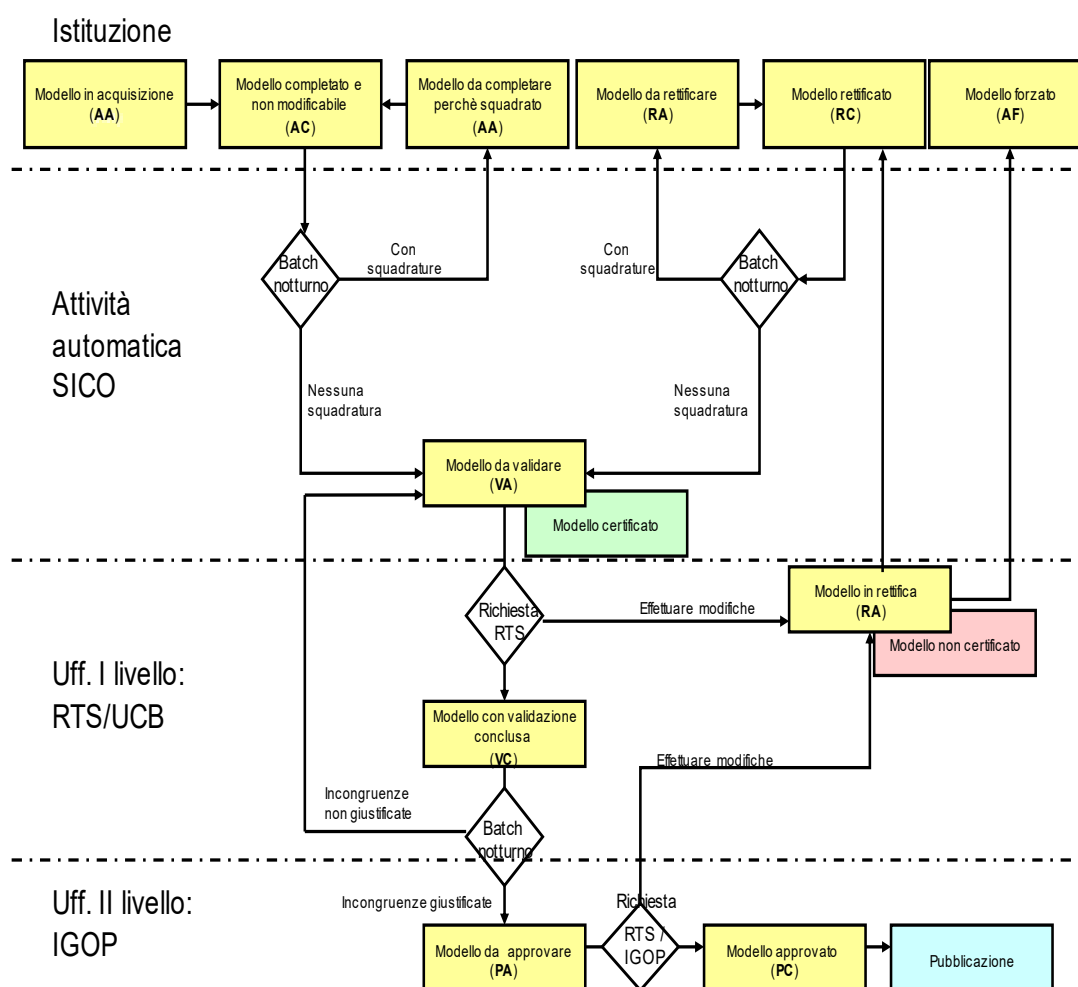 Istituzione
Modello in acquisizione
(AA)
Modello completato e
non modificabile
(AC)
Modello da completare
perchè squadrato
(AA)
Modello da rettificare
(RA)
Modello rettificato
(RC)
Modello forzato
(AF)
Attività
automatica
SICO
Batch
notturno
Con
squadrature
Con
squadrature
Batch
notturno
Nessuna
squadratura
Nessuna
squadratura
Modello da validare
(VA)
Modello certificato
Uff. I livello:
RTS/UCB
Richiesta
RTS
Effettuare modifiche
Modello in rettifica
(RA)
Modello non certificato
Modello con validazione
conclusa
(VC)
Effettuare modifiche
Incongruenze
non giustificate
Batch
notturno
Uff. II livello:
IGOP
Incongruenze giustificate
Modello da approvare
(PA)
Richiesta
RTS /
IGOP
Modello approvato
(PC)
Pubblicazione